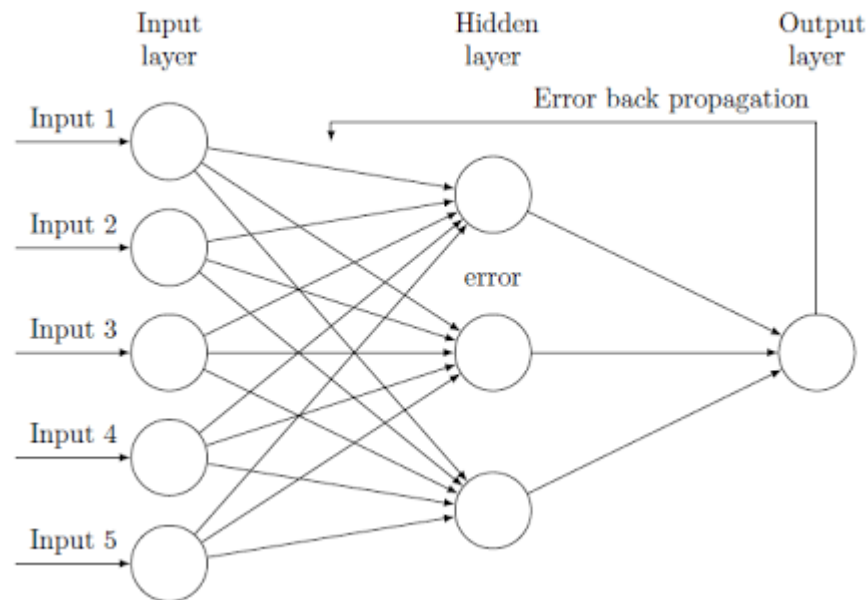 Input
layer
Hidden
layer
Output
layer
Error back propagation
Input 1
Input 2
error
Input 3
Input 4
Input 5